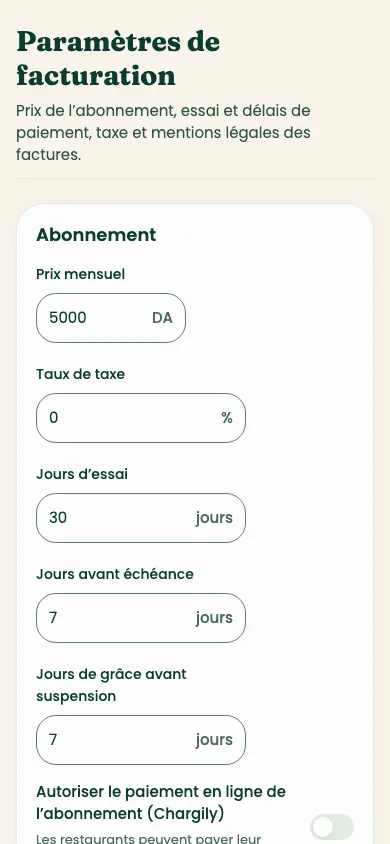 Paramètres de
facturation
Prix de l’abonnement, essai et délais de
paiement, taxe et mentions légales des
factures.
Abonnement
Prix mensuel
5000 DA
Taux de taxe
0 %
Jours d’essai
30 jours
Jours avant échéance
7 jours
Jours de grâce avant
suspension
7 jours
Autoriser le paiement en ligne de
l’abonnement (Chargily)
Les restaurants peuvent payer leur